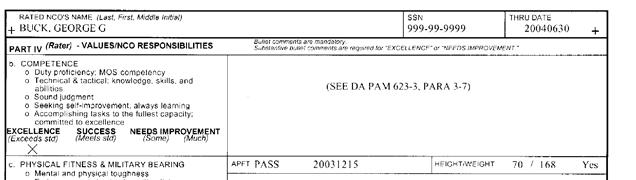 RATED NCO'S NAME (Last, First, Middle Initial)
+ BUCK, GEORGE G
SSN
999-99-9999
THRU DATE
20040630 +
PART IV (Rater) - VALUES/NCO RESPONSIBILITIES
Bullet comments are mandatory.
Substantive bullet comments are required for "EXCELLENCE" or "NEEDS IMPROVEMENT."
b. COMPETENCE
o Duty proficiency; MOS competency
o Technical & tactical; knowledge, skills, and
abilities
o Sound judgment
o Seeking self-improvement; always learning
o Accomplishing tasks to the fullest capacity;
committed to excellence
EXCELLENCE SUCCESS NEEDS IMPROVEMENT
(Exceeds std) (Meets std) (Some) (Much)
X
(SEE DA PAM 623-3, PARA 3-7)
c. PHYSICAL FITNESS & MILITARY BEARING
o Mental and physical toughness
APFT PASS 20031215
HEIGHT/WEIGHT 70 / 168 Yes